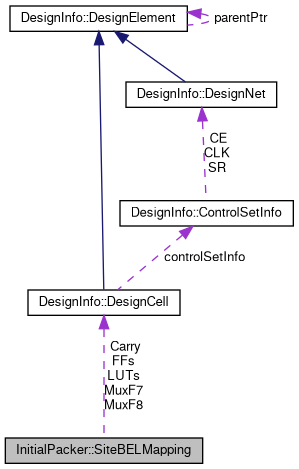 DesignInfo::DesignElement
parentPtr
DesignInfo::DesignNet
CE
CLK
SR
DesignInfo::ControlSetInfo
controlSetInfo
DesignInfo::DesignCell
Carry
FFs
LUTs
MuxF7
MuxF8
InitialPacker::SiteBELMapping